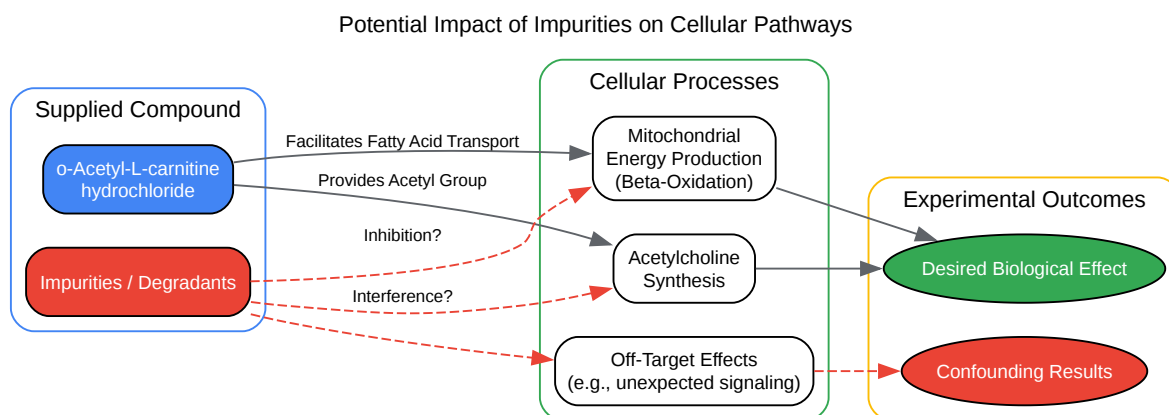 Potential Impact of Impurities on Cellular Pathways
Supplied Compound
o-Acetyl-L-carnitine
hydrochloride
Impurities / Degradants
Facilitates Fatty Acid Transport
Provides Acetyl Group
Inhibition?
Interference?
Cellular Processes
Mitochondrial
Energy Production
(Beta-Oxidation)
Acetylcholine
Synthesis
Off-Target Effects
(e.g., unexpected signaling)
Experimental Outcomes
Desired Biological Effect
Confounding Results